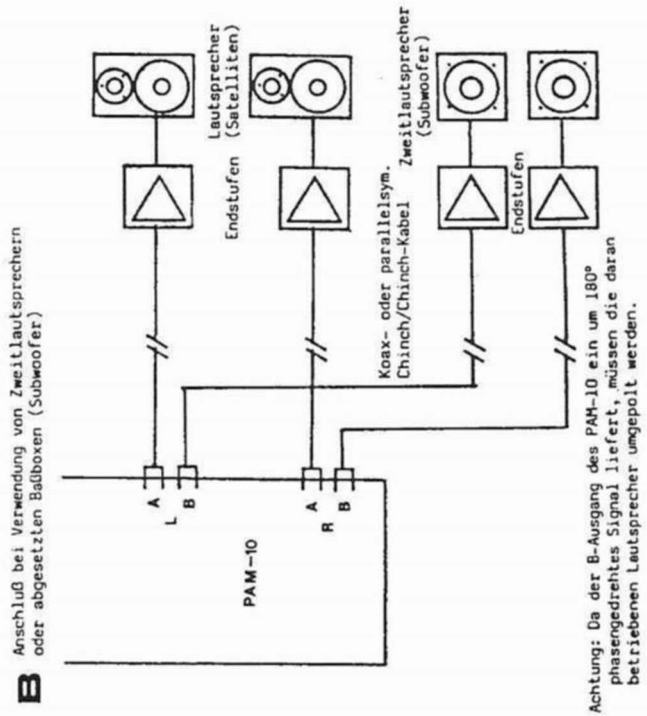 B Anschluß bei Verwendung von Zweitlautsprechern
oder abgesetzten Baßboxen (Subwoofer)
PAM-10
A
L
B
A
R
B
Endstufen
Lautsprecher
(Satelliten)
Koax- oder parallelsym.
Chinch/Chinch-Kabel
Zweitlautsprecher
(Subwoofer)
Endstufen
Achtung: Da der B-Ausgang des PAM-10 ein um 180°
phasengedrehtes Signal liefert, müssen die daran
betriebenen Lautsprecher umgepolt werden.